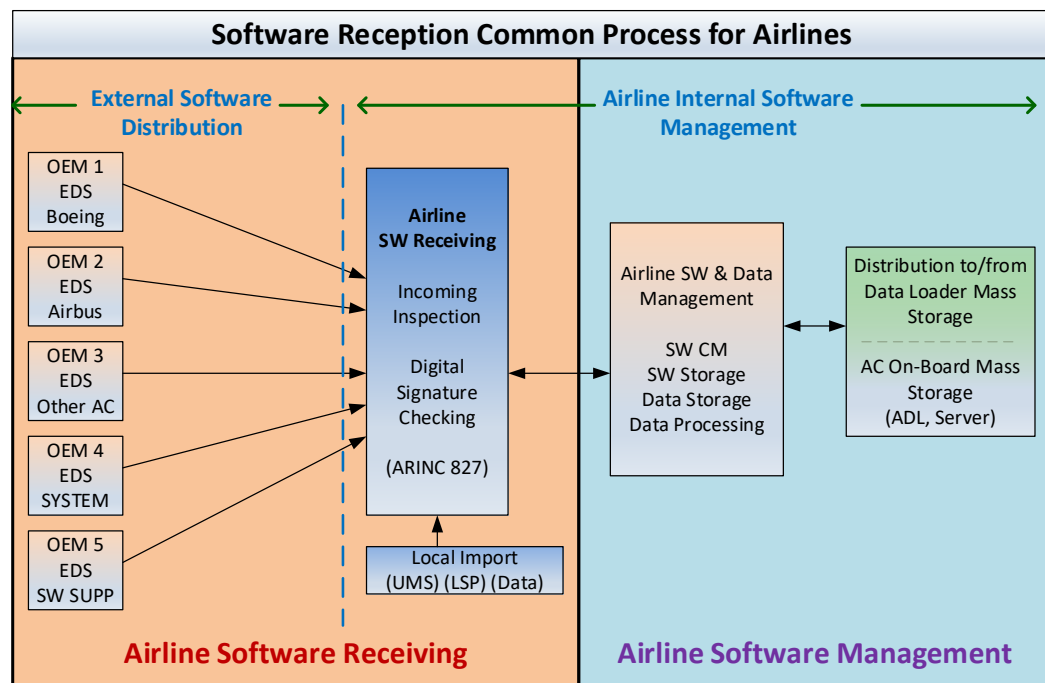 Software Reception Common Process for Airlines
External Software
Distribution
Airline Internal Software
Management
OEM 1
EDS
Boeing
OEM 2
EDS
Airbus
OEM 3
EDS
Other AC
OEM 4
EDS
SYSTEM
OEM 5
EDS
SW SUPP
Airline
SW Receiving
Incoming
Inspection
Digital
Signature
Checking
(ARINC 827)
Local Import
(UMS) (LSP) (Data)
Airline SW & Data
Management
SW CM
SW Storage
Data Storage
Data Processing
Distribution to/from
Data Loader Mass
Storage
AC On-Board Mass
Storage
(ADL, Server)
Airline Software Receiving
Airline Software Management